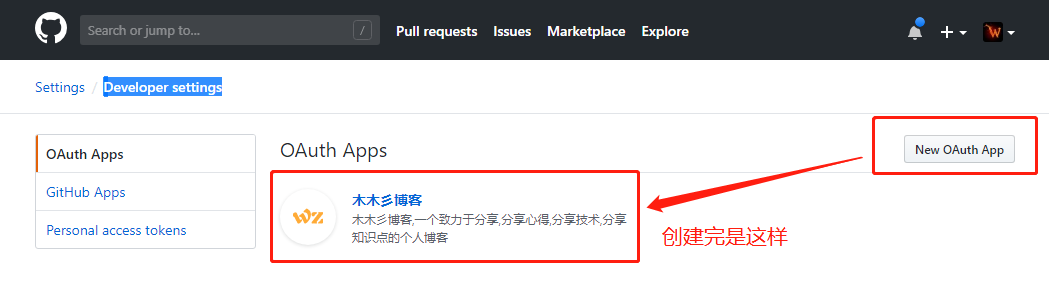 Search or jump to... / Pull requests Issues Marketplace Explore
Settings / Developer settings
OAuth Apps
GitHub Apps
Personal access tokens
OAuth Apps
New OAuth App
wz
木木彡博客
木木彡博客,一个致力于分享,分享心得,分享技术,分享
知识点的个人博客
创建完是这样